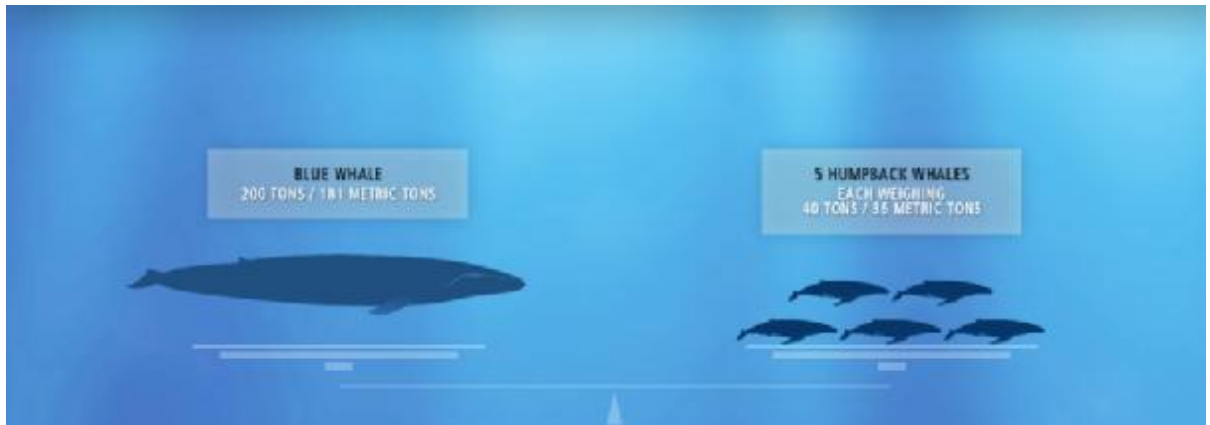 BLUE WHALE
200 TONS / 181 METRIC TONS
5 HUMPBACK WHALES
EACH WEIGHING
40 TONS / 36 METRIC TONS